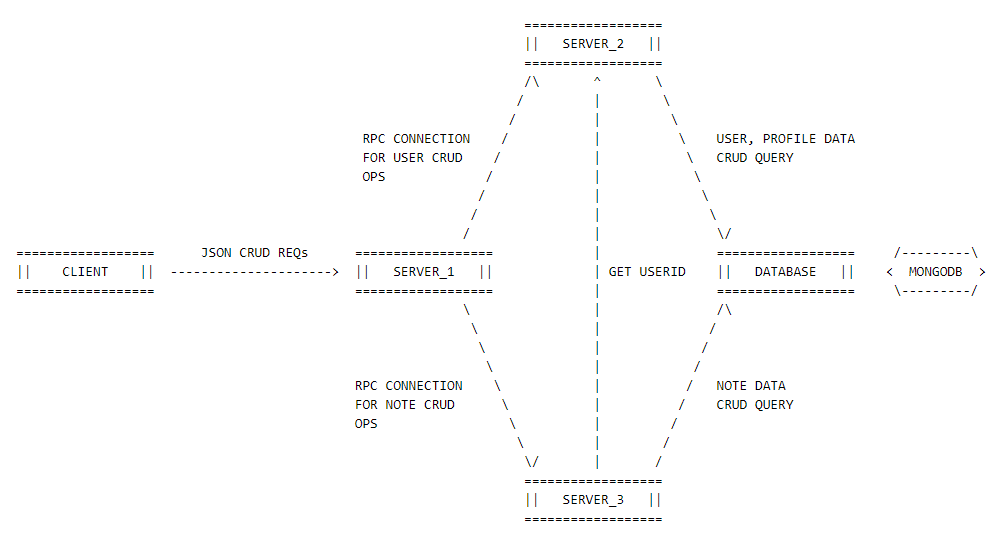 SERVER_2
RPC CONNECTION
FOR USER CRUD
OPS
USER, PROFILE DATA
CRUD QUERY
JSON CRUD REQs
CLIENT
SERVER_1
GET USERID
DATABASE
MONGODB
RPC CONNECTION
FOR NOTE CRUD
OPS
NOTE DATA
CRUD QUERY
SERVER_3